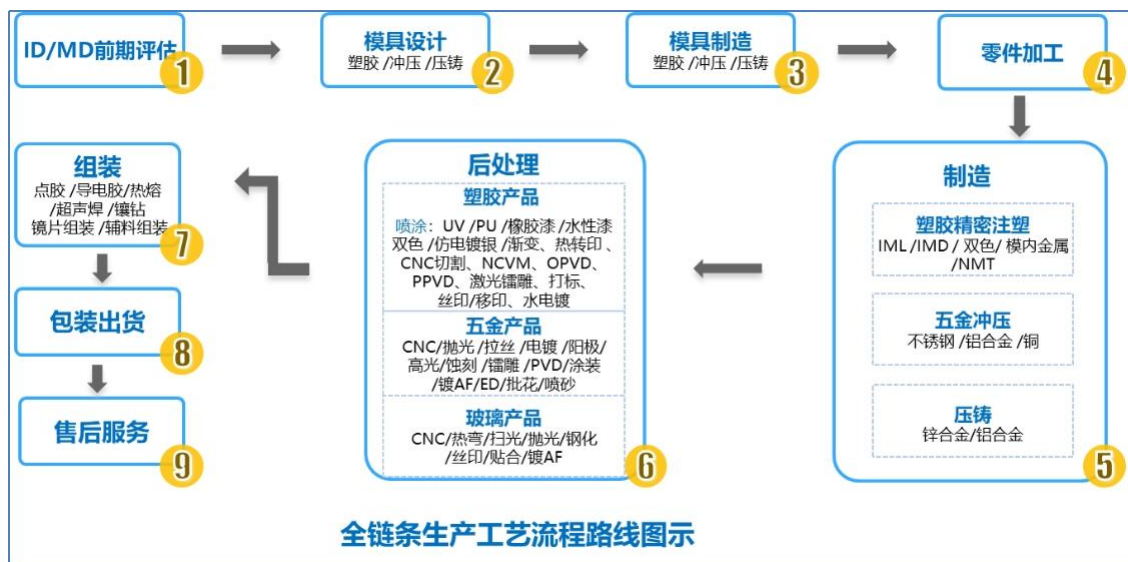 ID/MD前期评估
1
模具设计
塑胶 /冲压 /压铸
2
模具制造
塑胶 /冲压 /压铸
3
零件加工
4
制造
塑胶精密注塑
IML /IMD / 双色/ 模内金属
/NMT
五金冲压
不锈钢 /铝合金 /铜
压铸
锌合金/铝合金
5
后处理
塑胶产品
喷涂：UV /PU /橡胶漆 /水性漆
双色 /仿电镀银 /渐变、热转印 、
CNC切割、NCVM、OPVD、
PPVD、激光镭雕、打标、
丝印/移印、水电镀
五金产品
CNC/抛光/拉丝 /电镀 /阳极/
高光/蚀刻 /镭雕 /PVD/涂装
/镀AF/ED/批花/喷砂
玻璃产品
CNC/热弯/扫光/抛光/钢化
/丝印/贴合/镀AF
6
组装
点胶 /导电胶/热熔
/超声焊 /镶钻
镜片组装 /辅料组装
7
包装出货
8
售后服务
9
全链条生产工艺流程路线图示